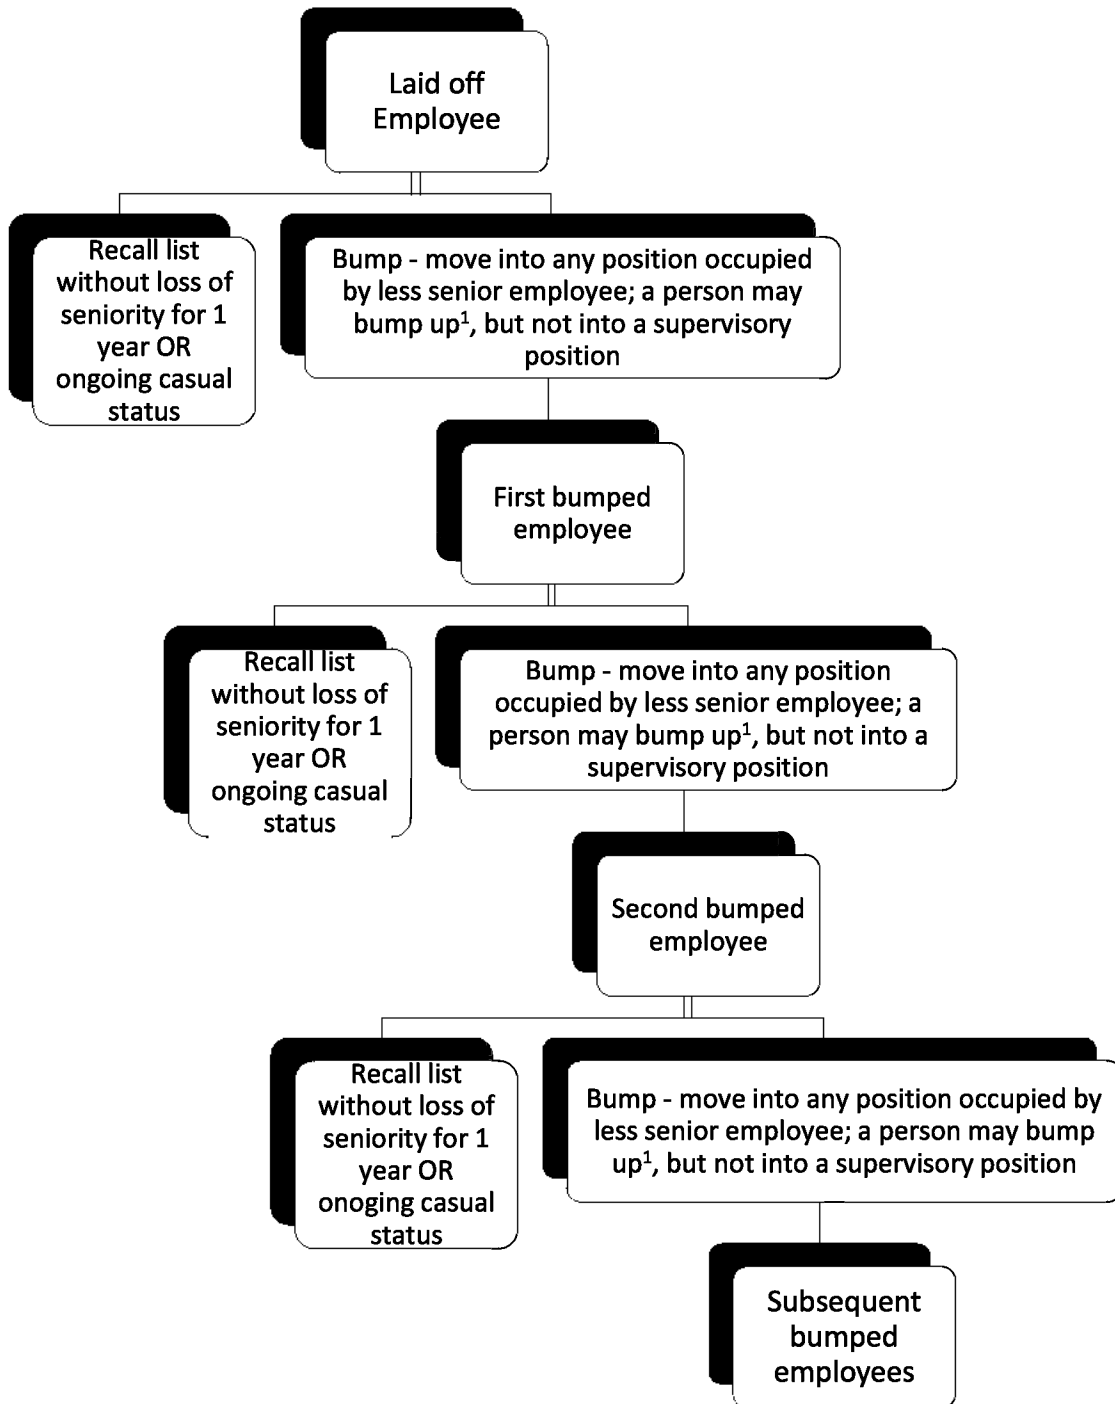 Laid off
Employee
Recall list
without loss of
seniority for 1
year OR
ongoing casual
status
Bump - move into any position occupied
by less senior employee; a person may
bump up¹, but not into a supervisory
position
First bumped
employee
Recall list
without loss of
seniority for 1
year OR
ongoing casual
status
Bump - move into any position
occupied by less senior employee; a
person may bump up¹, but not into a
supervisory position
Second bumped
employee
Recall list
without loss of
seniority for 1
year OR
onoging casual
status
Bump - move into any position occupied by
less senior employee; a person may bump
up¹, but not into a supervisory position
Subsequent
bumped
employees